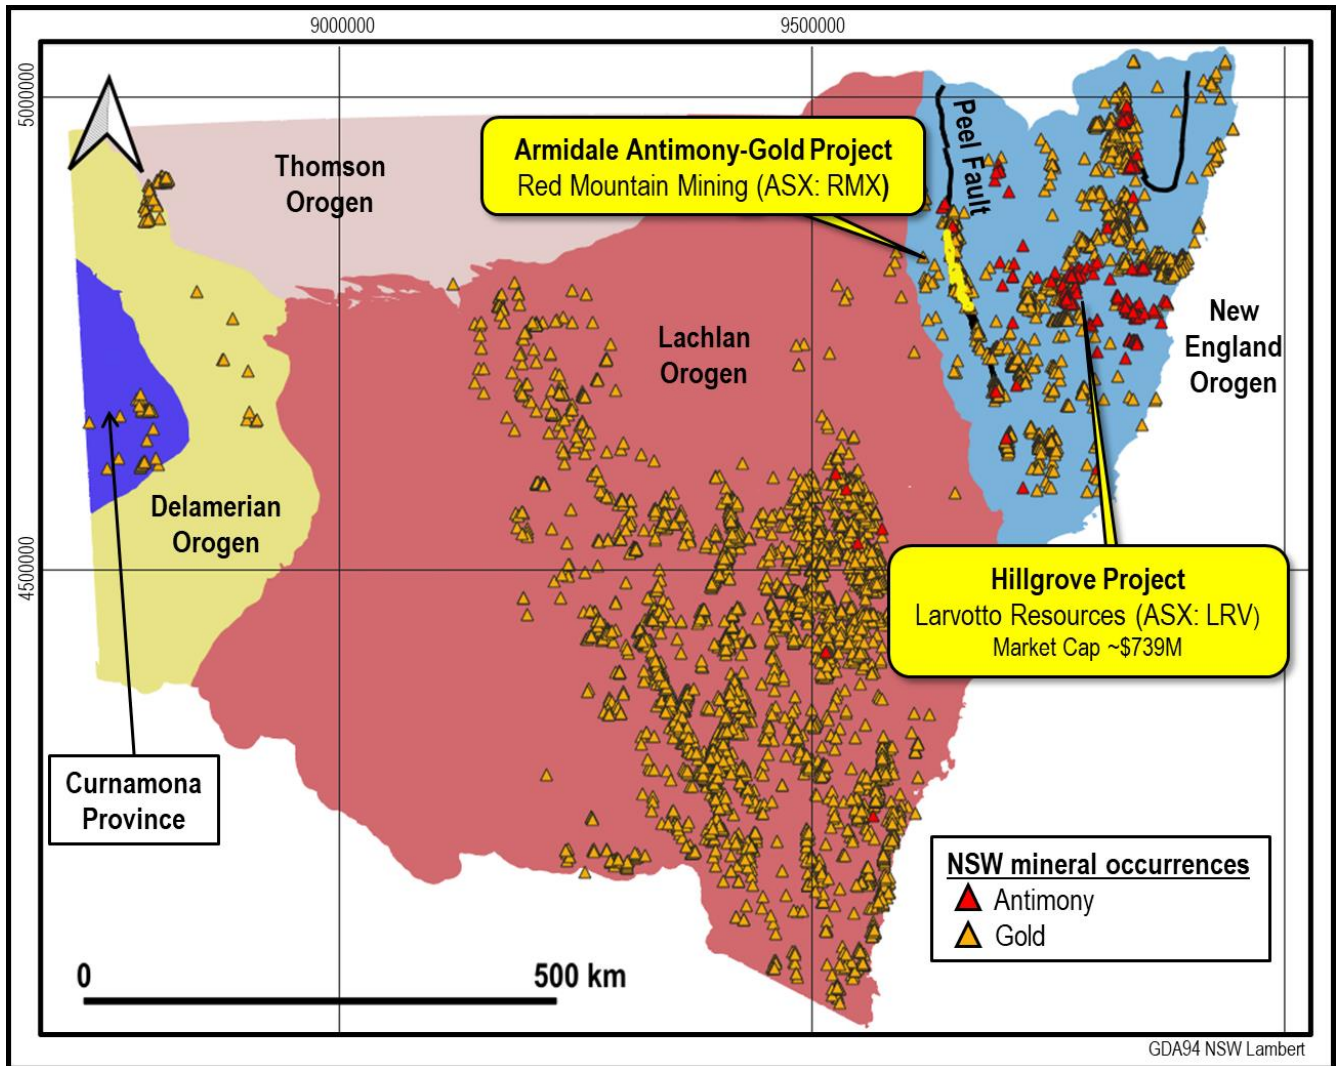 9000000
9500000
5000000
4500000
Thomson
Orogen
Armidale Antimony-Gold Project
Red Mountain Mining (ASX: RMX)
Peel Fault
Lachlan
Orogen
New
England
Orogen
Delamerian
Orogen
Hillgrove Project
Larvotto Resources (ASX: LRV)
Market Cap ~$739M
Curnamona
Province
NSW mineral occurrences
Antimony
Gold
0
500 km
GDA94 NSW Lambert